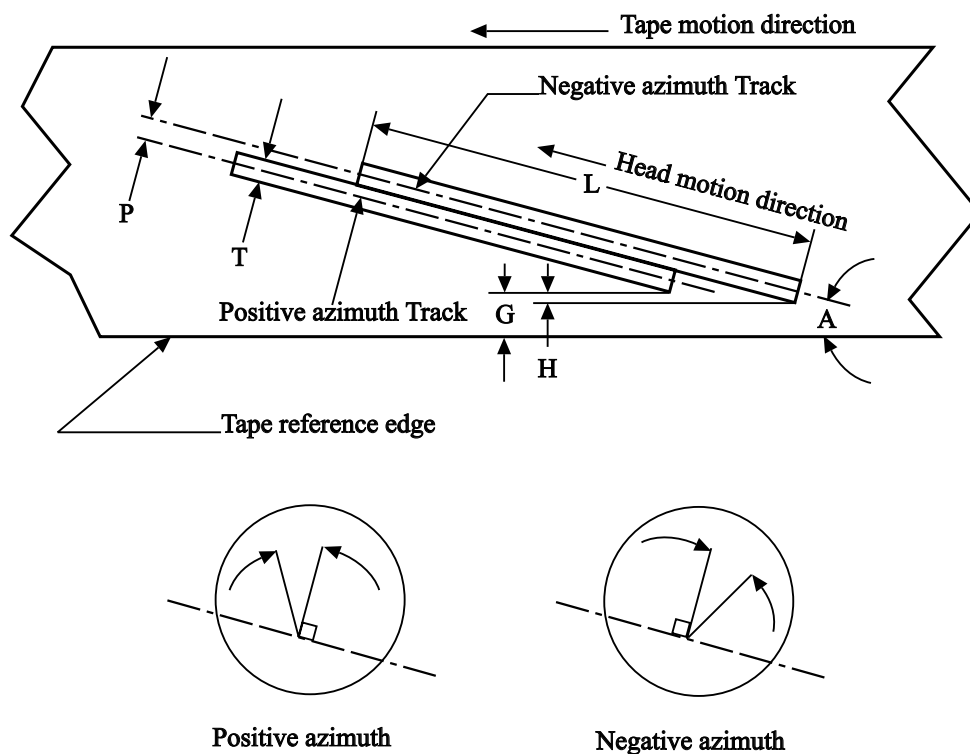 Tape motion direction
Negative azimuth Track
Head motion direction
L
P
T
Positive azimuth Track
G
H
A
Tape reference edge
Positive azimuth
Negative azimuth